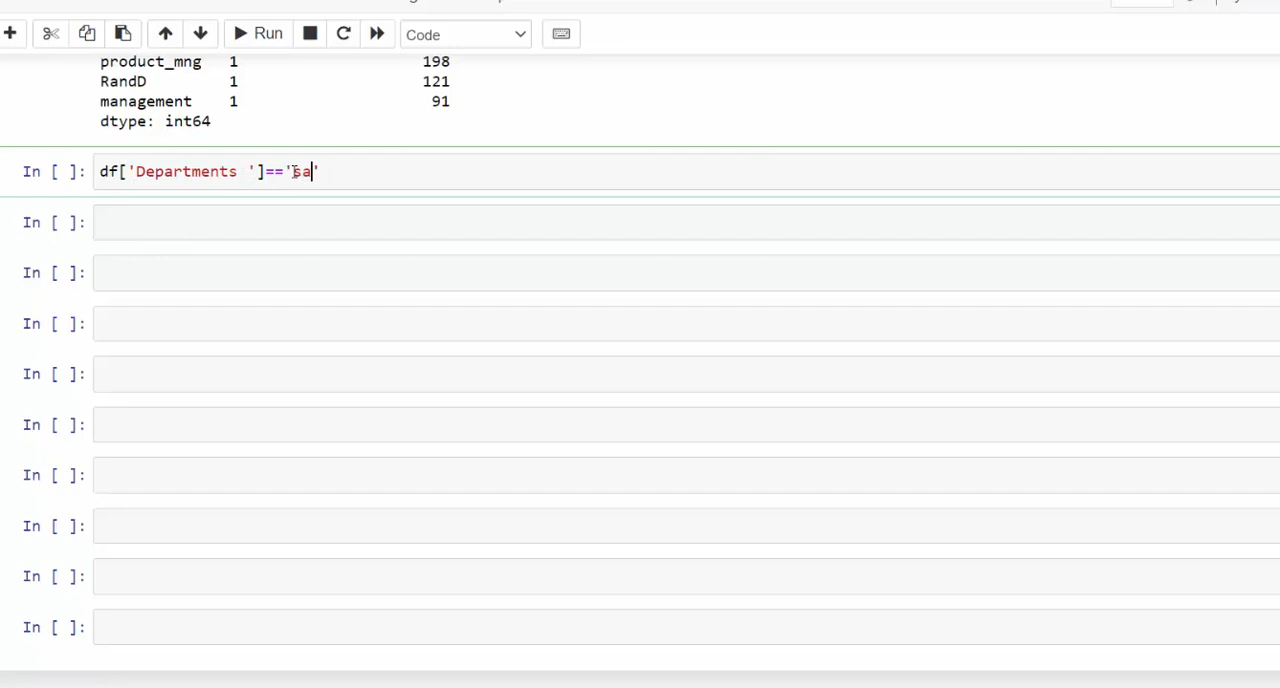 Run Code
product_mng 1 198
RandD 1 121
management 1 91
dtype: int64
In [ ]: df['Departments ']=='sa'
In [ ]:
In [ ]:
In [ ]:
In [ ]:
In [ ]:
In [ ]:
In [ ]:
In [ ]:
In [ ]: